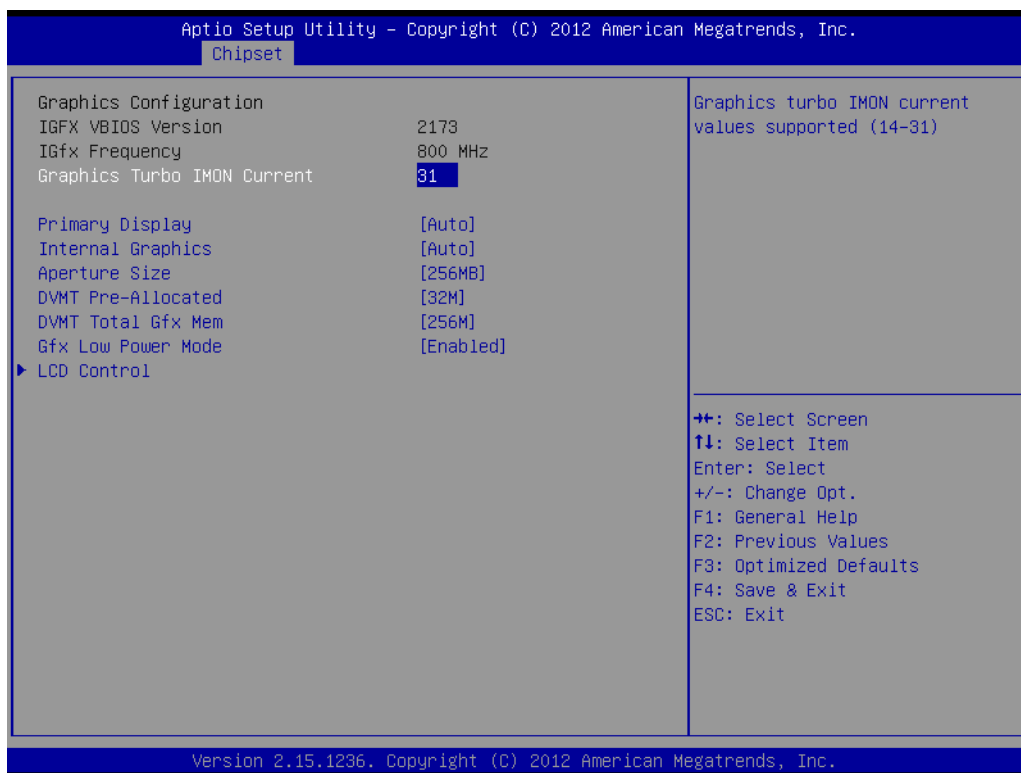 Aptio Setup Utility – Copyright (C) 2012 American Megatrends, Inc.
Chipset
Graphics Configuration
IGFX VBIOS Version 2173
IGfx Frequency 800 MHz
Graphics Turbo IMON Current 31
Primary Display [Auto]
Internal Graphics [Auto]
Aperture Size [256MB]
DVMT Pre-Allocated [32M]
DVMT Total Gfx Mem [256M]
Gfx Low Power Mode [Enabled]
▶ LCD Control
Graphics turbo IMON current
values supported (14-31)
→←: Select Screen
↑↓: Select Item
Enter: Select
+/-: Change Opt.
F1: General Help
F2: Previous Values
F3: Optimized Defaults
F4: Save & Exit
ESC: Exit
Version 2.15.1236. Copyright (C) 2012 American Megatrends, Inc.